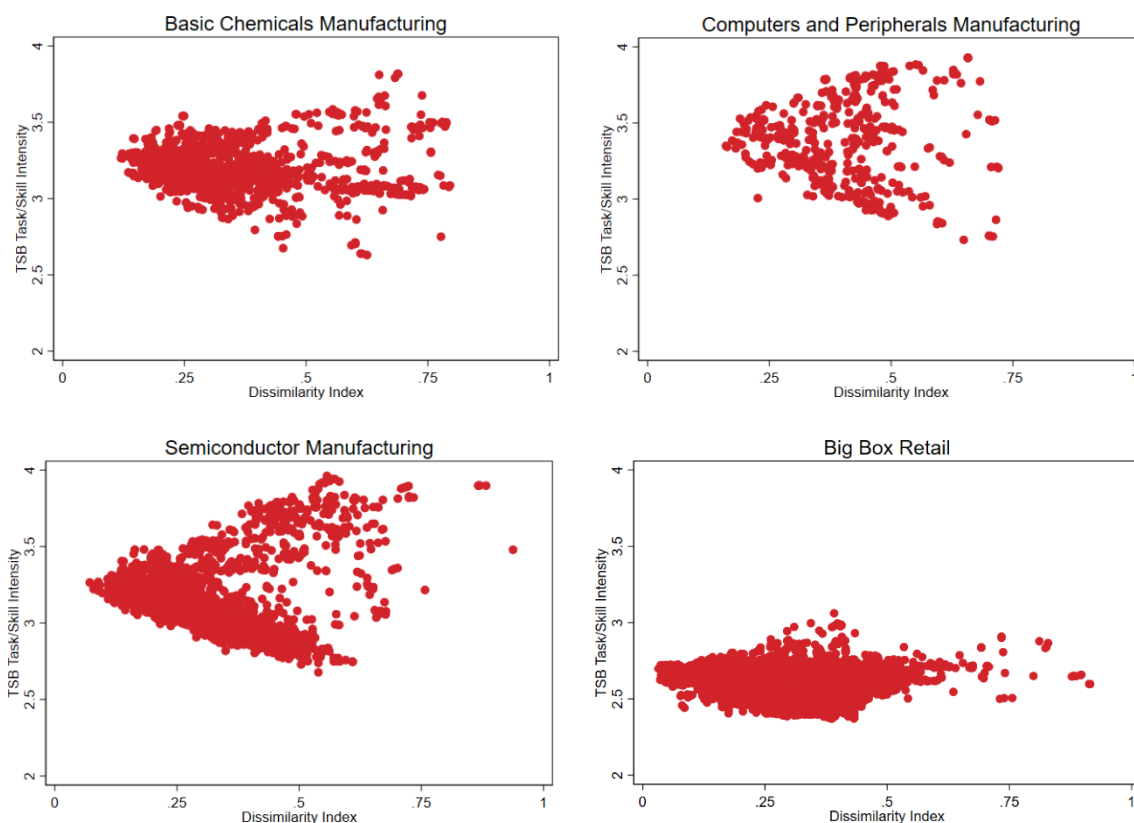 Basic Chemicals Manufacturing
TSB Task/Skill Intensity
4
3.5
3
2.5
2
0 .25 .5 .75 1
Dissimilarity Index
Computers and Peripherals Manufacturing
TSB Task/Skill Intensity
4
3.5
3
2.5
2
0 .25 .5 .75 1
Dissimilarity Index
Semiconductor Manufacturing
TSB Task/Skill Intensity
4
3.5
3
2.5
2
0 .25 .5 .75 1
Dissimilarity Index
Big Box Retail
TSB Task/Skill Intensity
4
3.5
3
2.5
2
0 .25 .5 .75 1
Dissimilarity Index